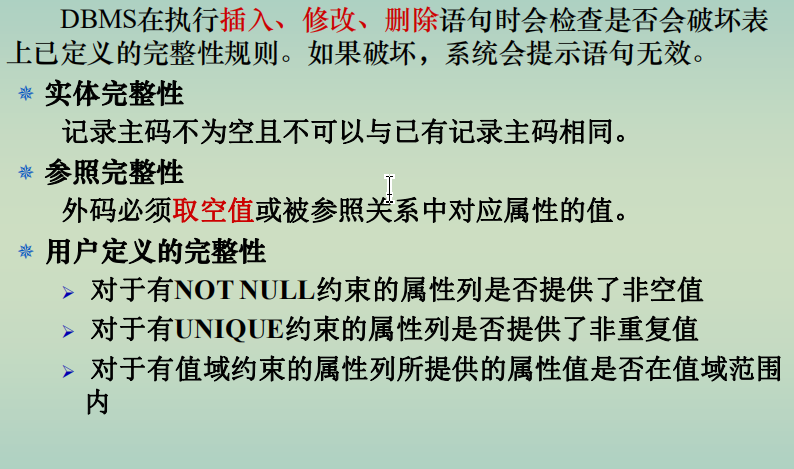 DBMS在执行插入、修改、删除语句时会检查是否会破坏表
上已定义的完整性规则。如果破坏，系统会提示语句无效。
实体完整性
记录主码不为空且不可以与已有记录主码相同。
参照完整性
外码必须取空值或被参照关系中对应属性的值。
用户定义的完整性
对于有NOT NULL约束的属性列是否提供了非空值
对于有UNIQUE约束的属性列是否提供了非重复值
对于有值域约束的属性列所提供的属性值是否在值域范围
内